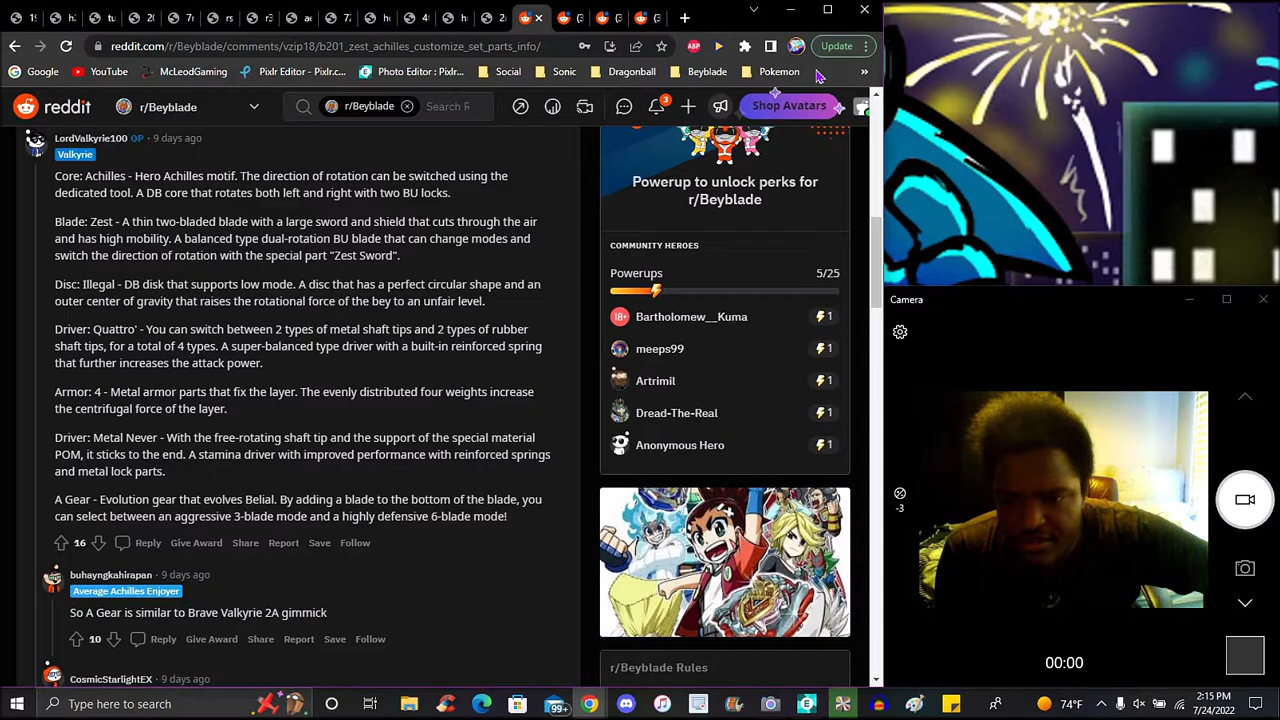 reddit.com/r/Beyblade/comments/vzip18/b201_zest_achilles_customize_set_parts_info/
Update
Google YouTube McLeodGaming Pixlr Editor - Pixlr.c... Photo Editor : Pixlr... Social Sonic Dragonball Beyblade Pokemon »
reddit r/Beyblade r/Beyblade Search F 3 Shop Avatars
LordValkyrie100 OP · 9 days ago
Valkyrie
Core: Achilles - Hero Achilles motif. The direction of rotation can be switched using the
dedicated tool. A DB core that rotates both left and right with two BU locks.
Blade: Zest - A thin two-bladed blade with a large sword and shield that cuts through the air
and has high mobility. A balanced type dual-rotation BU blade that can change modes and
switch the direction of rotation with the special part "Zest Sword".
Disc: Illegal - DB disk that supports low mode. A disc that has a perfect circular shape and an
outer center of gravity that raises the rotational force of the bey to an unfair level.
Driver: Quattro' - You can switch between 2 types of metal shaft tips and 2 types of rubber
shaft tips, for a total of 4 types. A super-balanced type driver with a built-in reinforced spring
that further increases the attack power.
Armor: 4 - Metal armor parts that fix the layer. The evenly distributed four weights increase
the centrifugal force of the layer.
Driver: Metal Never - With the free-rotating shaft tip and the support of the special material
POM, it sticks to the end. A stamina driver with improved performance with reinforced springs
and metal lock parts.
A Gear - Evolution gear that evolves Belial. By adding a blade to the bottom of the blade, you
can select between an aggressive 3-blade mode and a highly defensive 6-blade mode!
16 Reply Give Award Share Report Save Follow
buhayngkahirapan · 9 days ago
Average Achilles Enjoyer
So A Gear is similar to Brave Valkyrie 2A gimmick
10 Reply Give Award Share Report Save Follow
CosmicStarlightEX · 9 days ago
Powerup to unlock perks for
r/Beyblade
COMMUNITY HEROES
Powerups 5/25
18+ Bartholomew__Kuma 1
meeps99 1
Artrimil 1
Dread-The-Real 1
Anonymous Hero 1
r/Beyblade Rules
Camera
-3
00:00
Type here to search
99+
74°F
2:15 PM
7/24/2022